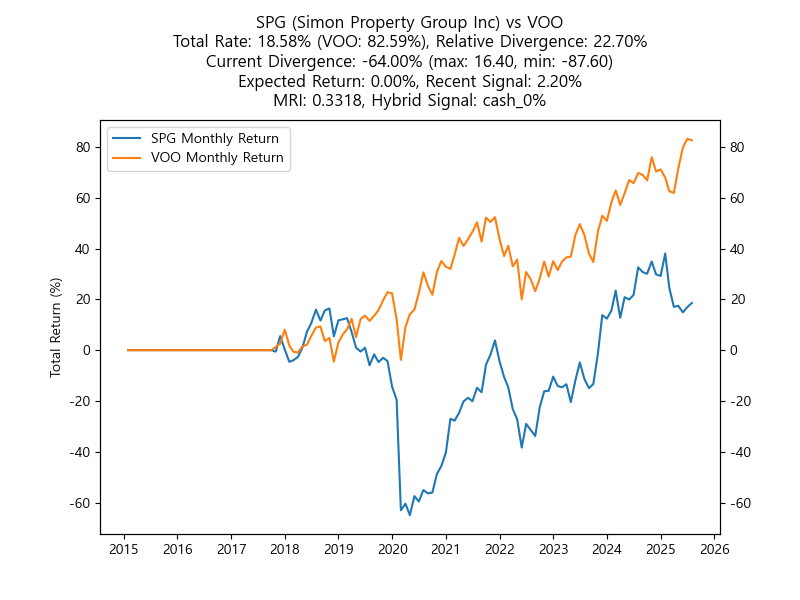 SPG (Simon Property Group Inc) vs VOO
Total Rate: 18.58% (VOO: 82.59%), Relative Divergence: 22.70%
Current Divergence: -64.00% (max: 16.40, min: -87.60)
Expected Return: 0.00%, Recent Signal: 2.20%
MRI: 0.3318, Hybrid Signal: cash_0%
SPG Monthly Return
VOO Monthly Return
Total Return (%)
80
60
40
20
0
-20
-40
-60
80
60
40
20
0
-20
-40
-60
2015 2016 2017 2018 2019 2020 2021 2022 2023 2024 2025 2026